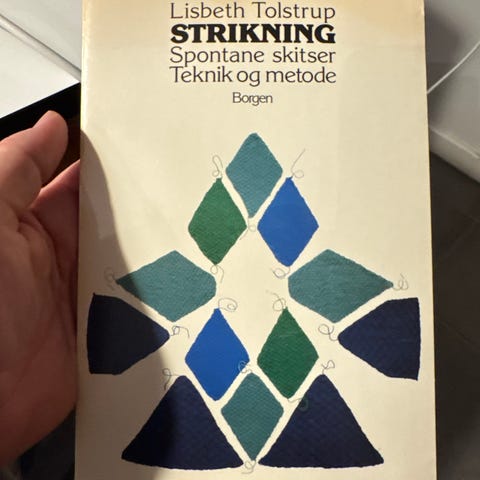 Lisbeth Tolstrup
STRIKNING
Spontane skitser
Teknik og metode
Borgen